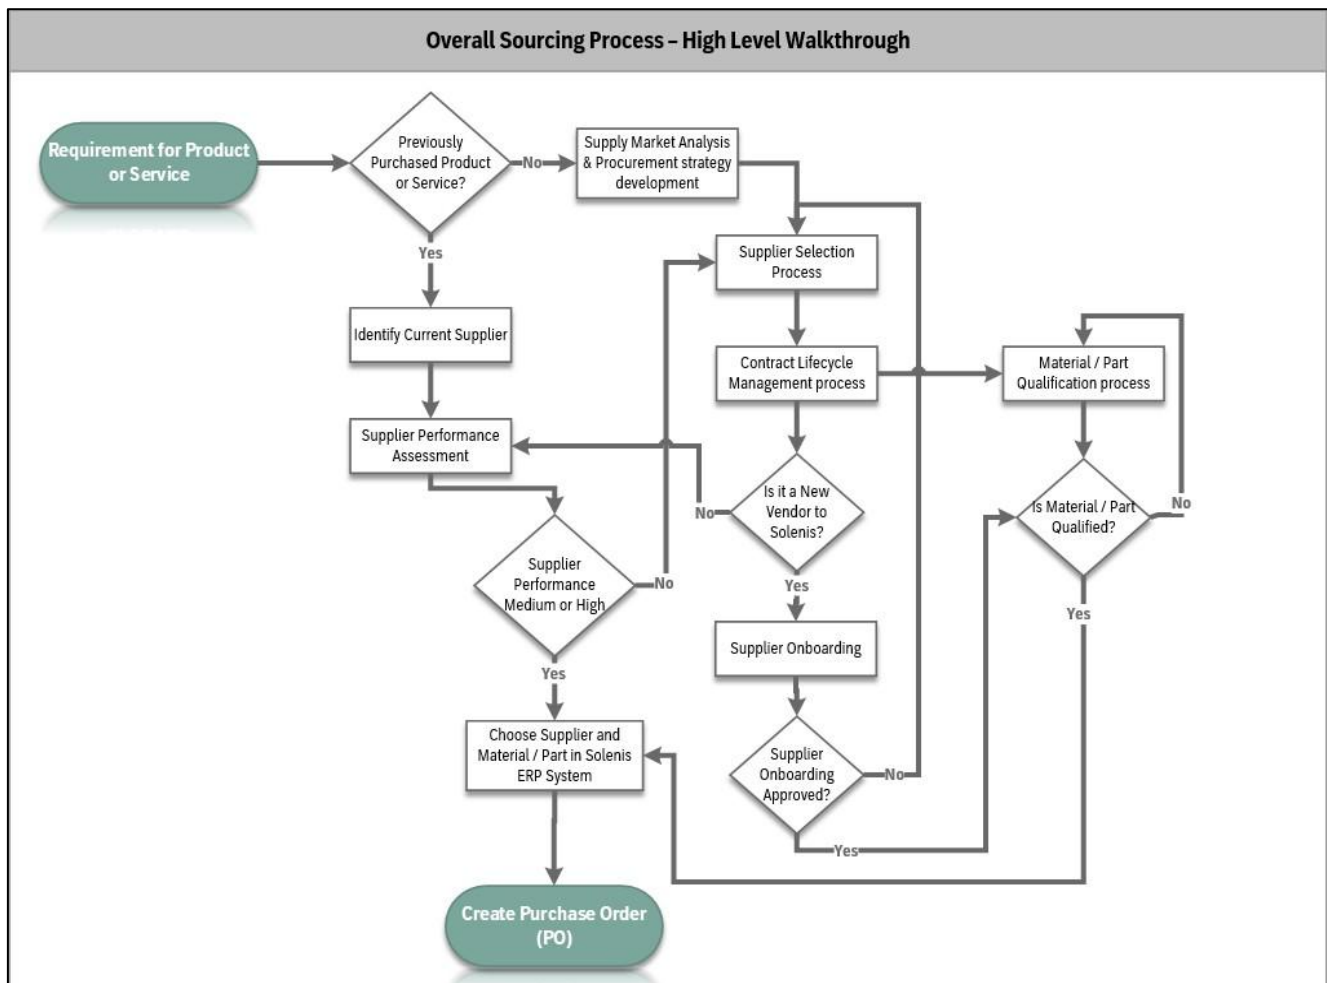 Overall Sourcing Process – High Level Walkthrough
Requirement for Product
or Service
Previously
Purchased Product
or Service?
No
Supply Market Analysis
& Procurement strategy
development
Yes
Supplier Selection
Process
Identify Current Supplier
Contract Lifecycle
Management process
Material / Part
Qualification process
Supplier Performance
Assessment
Is it a New
Vendor to
Solenis?
No
Is Material / Part
Qualified?
No
Supplier
Performance
Medium or High
No
Yes
Yes
Supplier Onboarding
Yes
Choose Supplier and
Material / Part in Solenis
ERP System
Supplier
Onboarding
Approved?
No
Yes
Create Purchase Order
(PO)